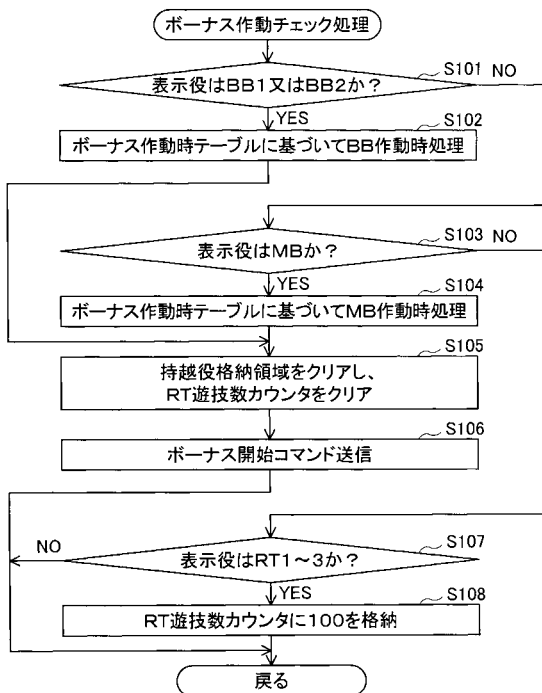 ボーナス作動チェック処理
S101
表示役はBB1又はBB2か?
NO
YES
S102
ボーナス作動時テーブルに基づいてBB作動時処理
S103
表示役はMBか?
NO
YES
S104
ボーナス作動時テーブルに基づいてMB作動時処理
S105
持越役格納領域をクリアし、
RT遊技数カウンタをクリア
S106
ボーナス開始コマンド送信
S107
NO
表示役はRT1~3か?
YES
S108
RT遊技数カウンタに100を格納
戻る